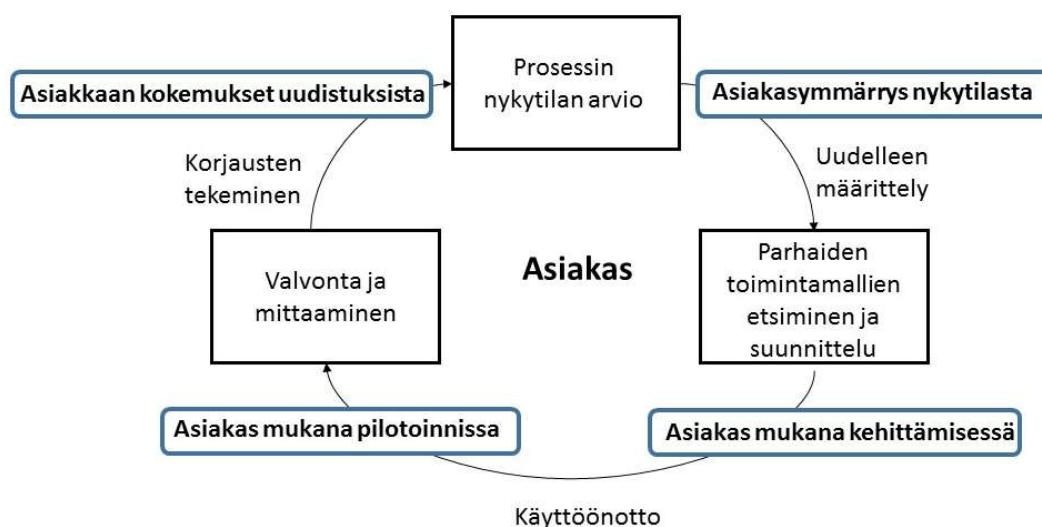 Prosessin
nykytilan arvio
Asiakkaan kokemukset uudistuksista
Asiakasymmärrys nykytilasta
Korjausten
tekeminen
Uudelleen
määrittely
Valvonta ja
mittaaminen
Asiakas
Parhaiden
toimintamallien
etsiminen ja
suunnittelu
Asiakas mukana pilotoinnissa
Asiakas mukana kehittämisessä
Käyttöönotto